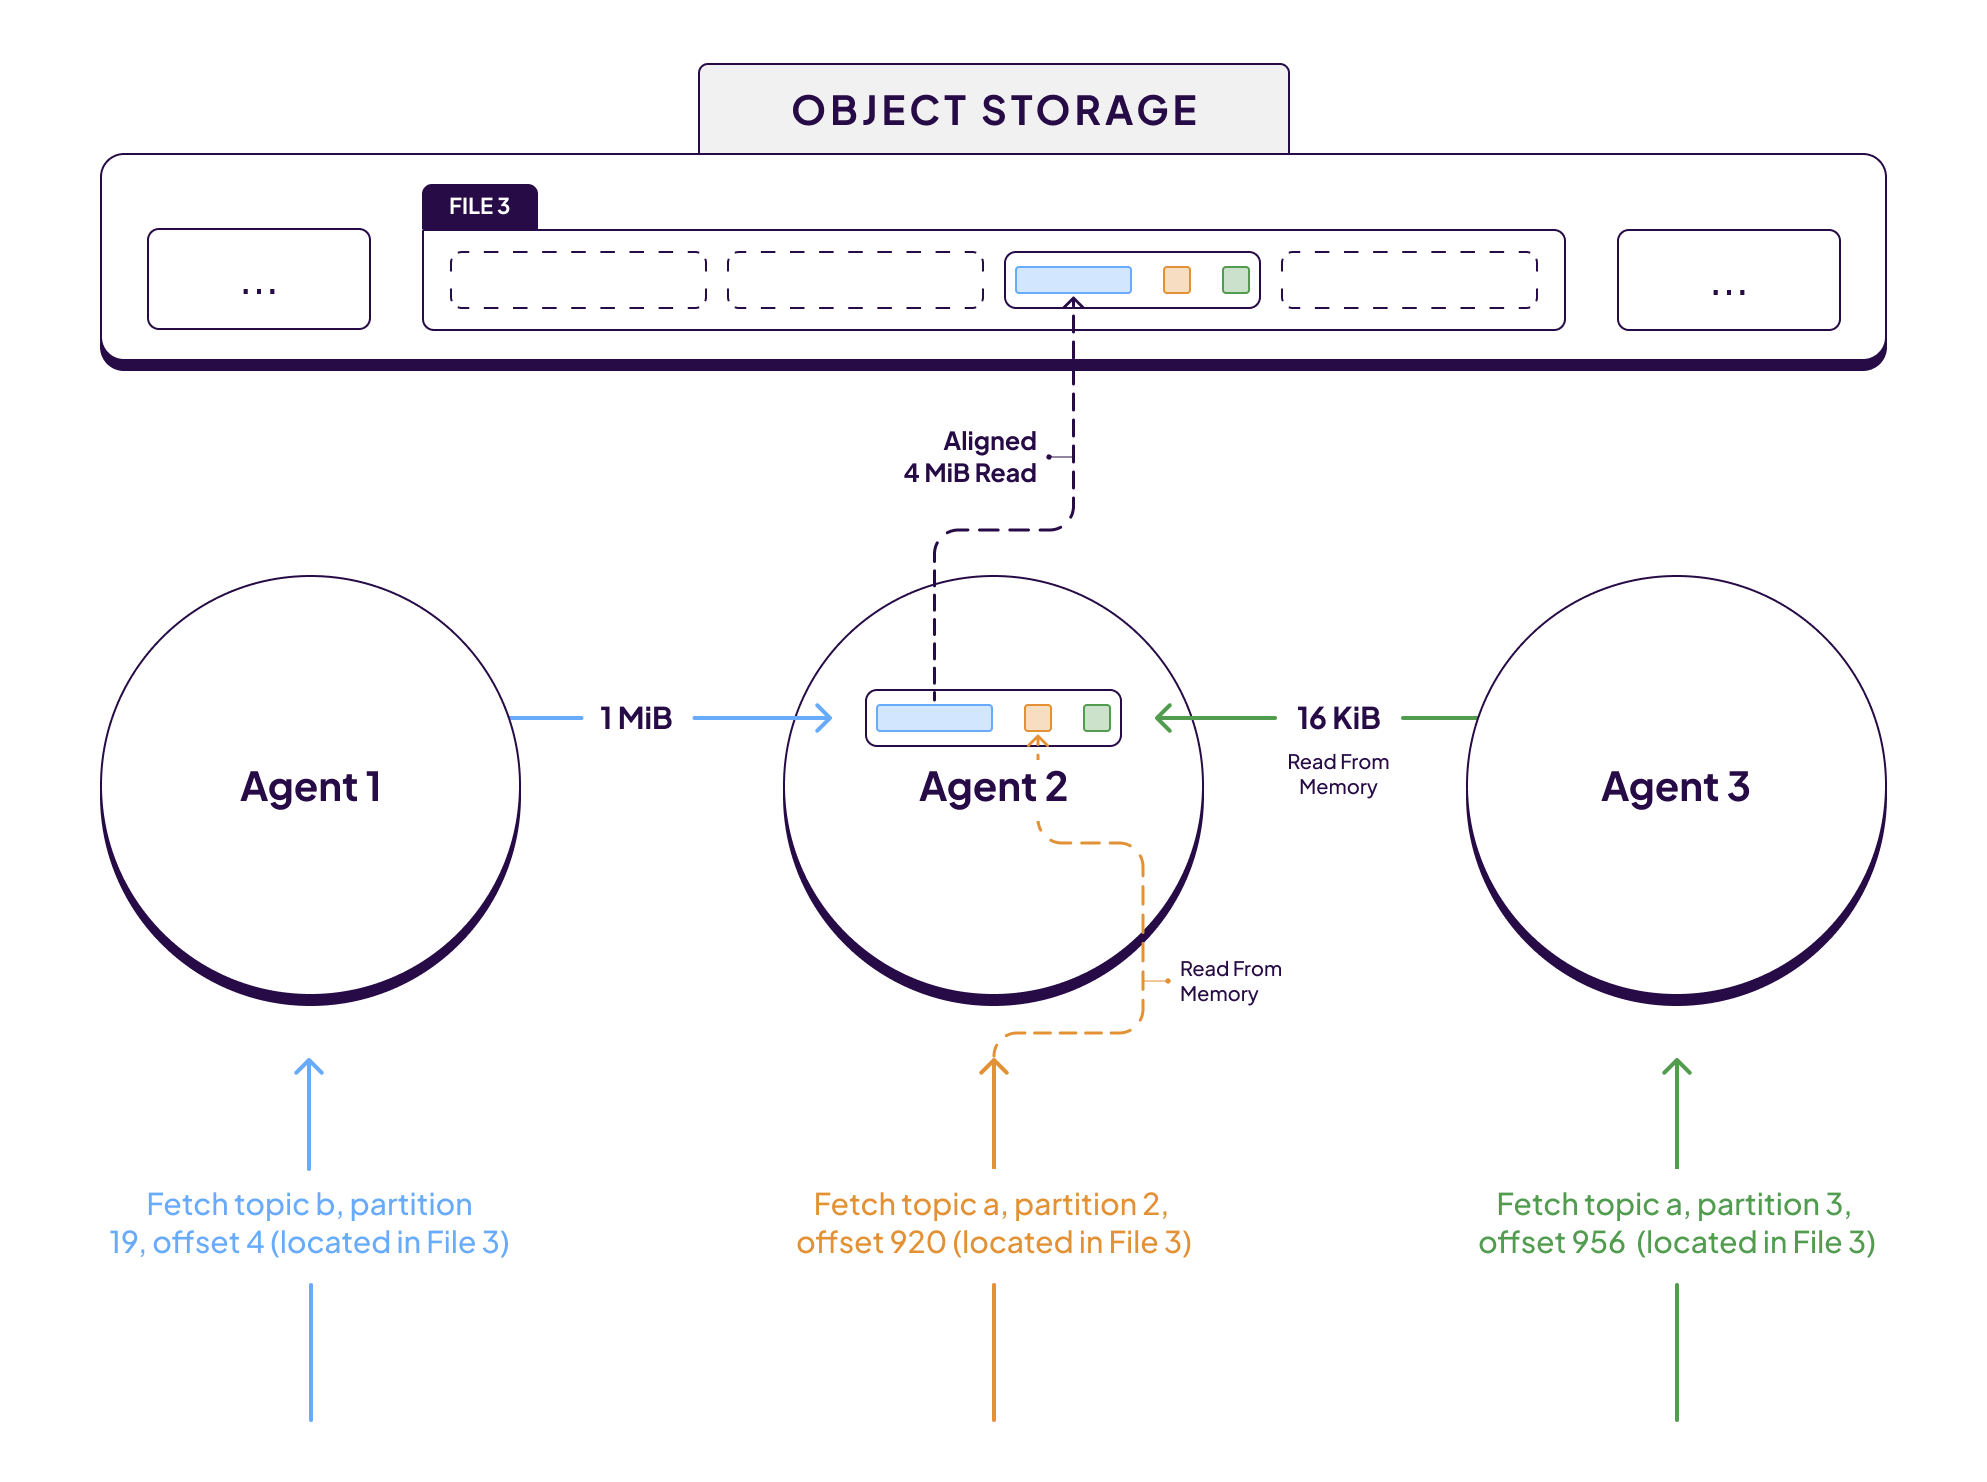 OBJECT STORAGE
FILE 3
...
...
Aligned
4 MiB Read
1 MiB
16 KiB
Read From
Memory
Agent 1
Agent 2
Agent 3
Read From
Memory
Fetch topic b, partition
19, offset 4 (located in File 3)
Fetch topic a, partition 2,
offset 920 (located in File 3)
Fetch topic a, partition 3,
offset 956 (located in File 3)